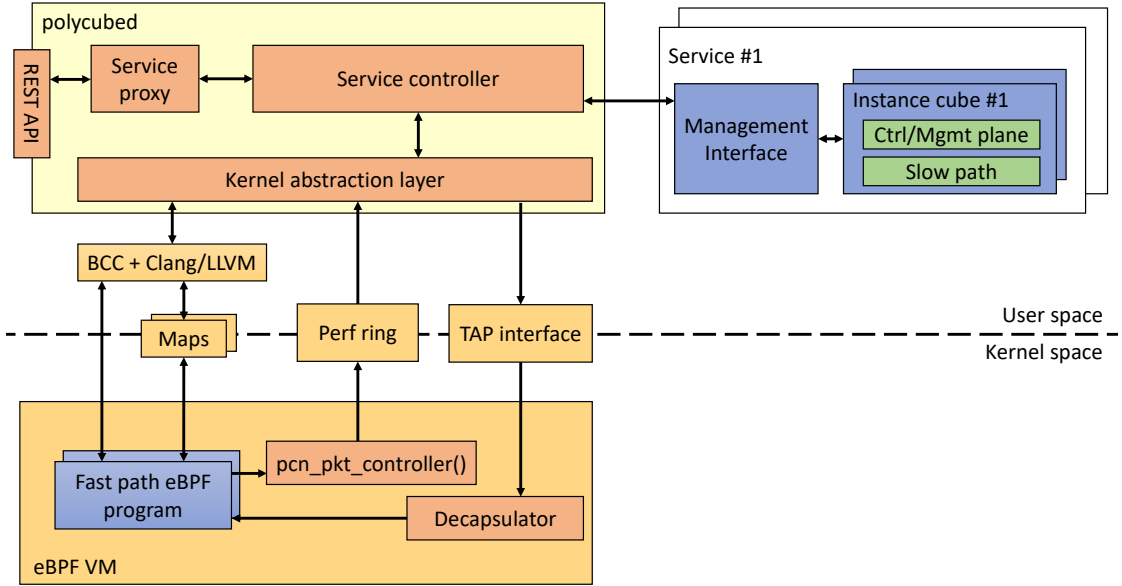 polycubed
REST API
Service
proxy
Service controller
Kernel abstraction layer
Service #1
Management
Interface
Instance cube #1
Ctrl/Mgmt plane
Slow path
BCC + Clang/LLVM
Maps
Perf ring
TAP interface
User space
Kernel space
Fast path eBPF
program
pcn_pkt_controller()
Decapsulator
eBPF VM